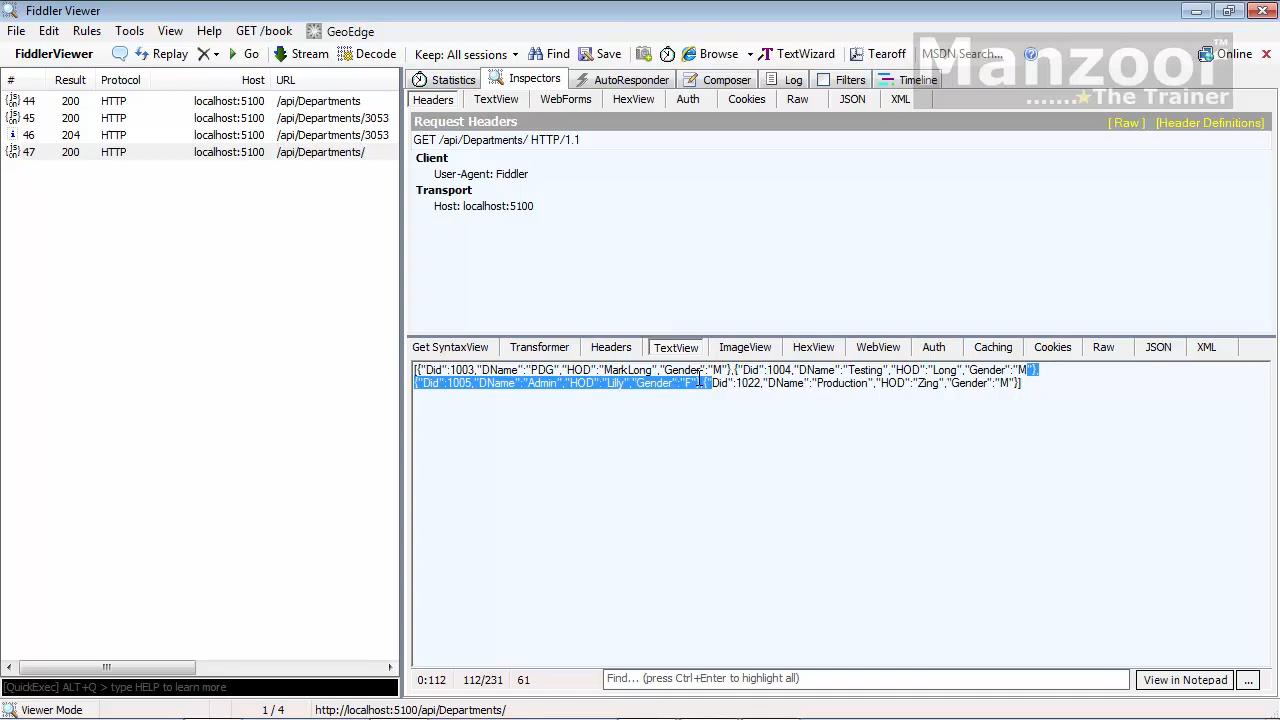 Fiddler Viewer
File Edit Rules Tools View Help GET /book GeoEdge
FiddlerViewer Replay Go Stream Decode Keep: All sessions Find Save Browse TextWizard Tearoff MSDN Search... Online
Manzoor™
.......★The Trainer
# Result Protocol Host URL
44 200 HTTP localhost:5100 /api/Departments
45 200 HTTP localhost:5100 /api/Departments/3053
46 204 HTTP localhost:5100 /api/Departments/3053
47 200 HTTP localhost:5100 /api/Departments/
Statistics Inspectors AutoResponder Composer Log Filters Timeline
Headers TextView WebForms HexView Auth Cookies Raw JSON XML
Request Headers [ Raw ] [Header Definitions]
GET /api/Departments/ HTTP/1.1
Client
User-Agent: Fiddler
Transport
Host: localhost:5100
Get SyntaxView Transformer Headers TextView ImageView HexView WebView Auth Caching Cookies Raw JSON XML
[{"Did":1003,"DName":"PDG","HOD":"MarkLong","Gender":"M"},{"Did":1004,"DName":"Testing","HOD":"Long","Gender":"M"},
{"Did":1005,"DName":"Admin","HOD":"Lilly","Gender":"F"},{"Did":1022,"DName":"Production","HOD":"Zing","Gender":"M"}]
0:112 112/231 61 Find... (press Ctrl+Enter to highlight all) View in Notepad ...
[QuickExec] ALT+Q > type HELP to learn more
Viewer Mode 1 / 4 http://localhost:5100/api/Departments/